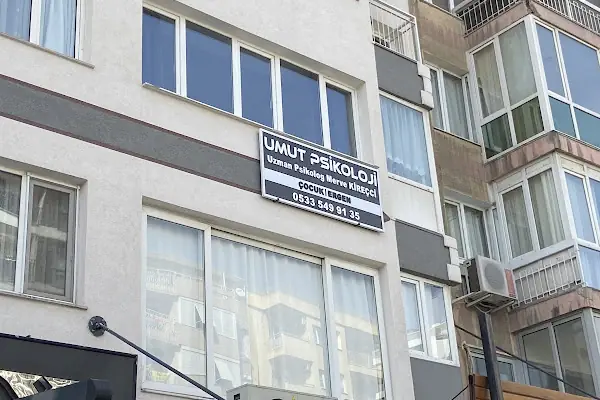 UMUT PSİKOLOJİ
Uzman Psikolog Merve KİREÇCİ
ÇOCUK/ERGEN
0533 549 91 35